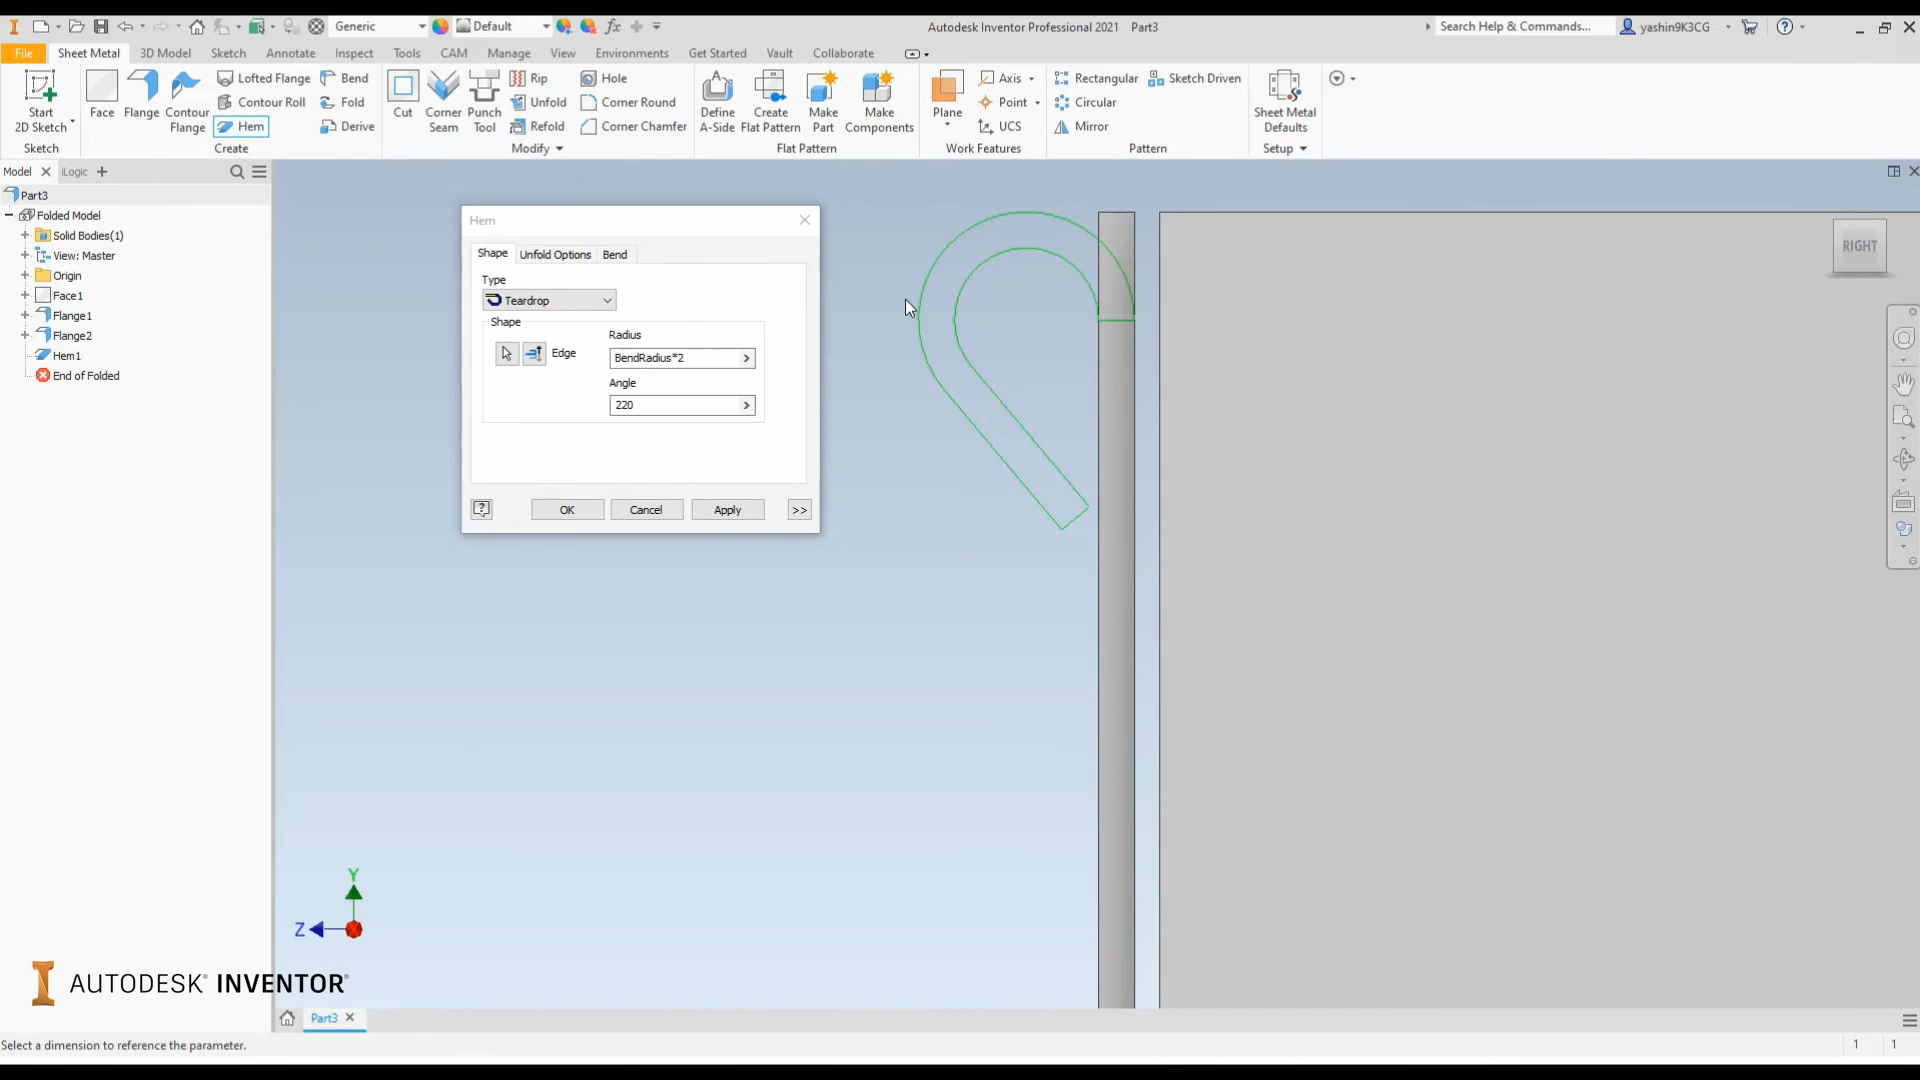 Generic
Default
fx
Autodesk Inventor Professional 2021 Part3
Search Help & Commands...
yashin9K3CG
File Sheet Metal 3D Model Sketch Annotate Inspect Tools CAM Manage View Environments Get Started Vault Collaborate
Start
2D Sketch
Sketch
Face
Flange
Contour
Flange
Lofted Flange
Contour Roll
Hem
Bend
Fold
Derive
Create
Cut
Corner
Seam
Punch
Tool
Rip
Unfold
Refold
Hole
Corner Round
Corner Chamfer
Modify
Define
A-Side
Create
Flat Pattern
Make
Part
Make
Components
Flat Pattern
Plane
Axis
Point
UCS
Work Features
Rectangular
Circular
Mirror
Sketch Driven
Pattern
Sheet Metal
Defaults
Setup
Model
iLogic
Part3
Folded Model
Solid Bodies(1)
View: Master
Origin
Face1
Flange1
Flange2
Hem1
End of Folded
Hem
Shape
Unfold Options
Bend
Type
Teardrop
Shape
Edge
Radius
BendRadius*2
Angle
220
OK
Cancel
Apply
>>
RIGHT
Y
Z
AUTODESK® INVENTOR®
Part3
Select a dimension to reference the parameter.
1 1